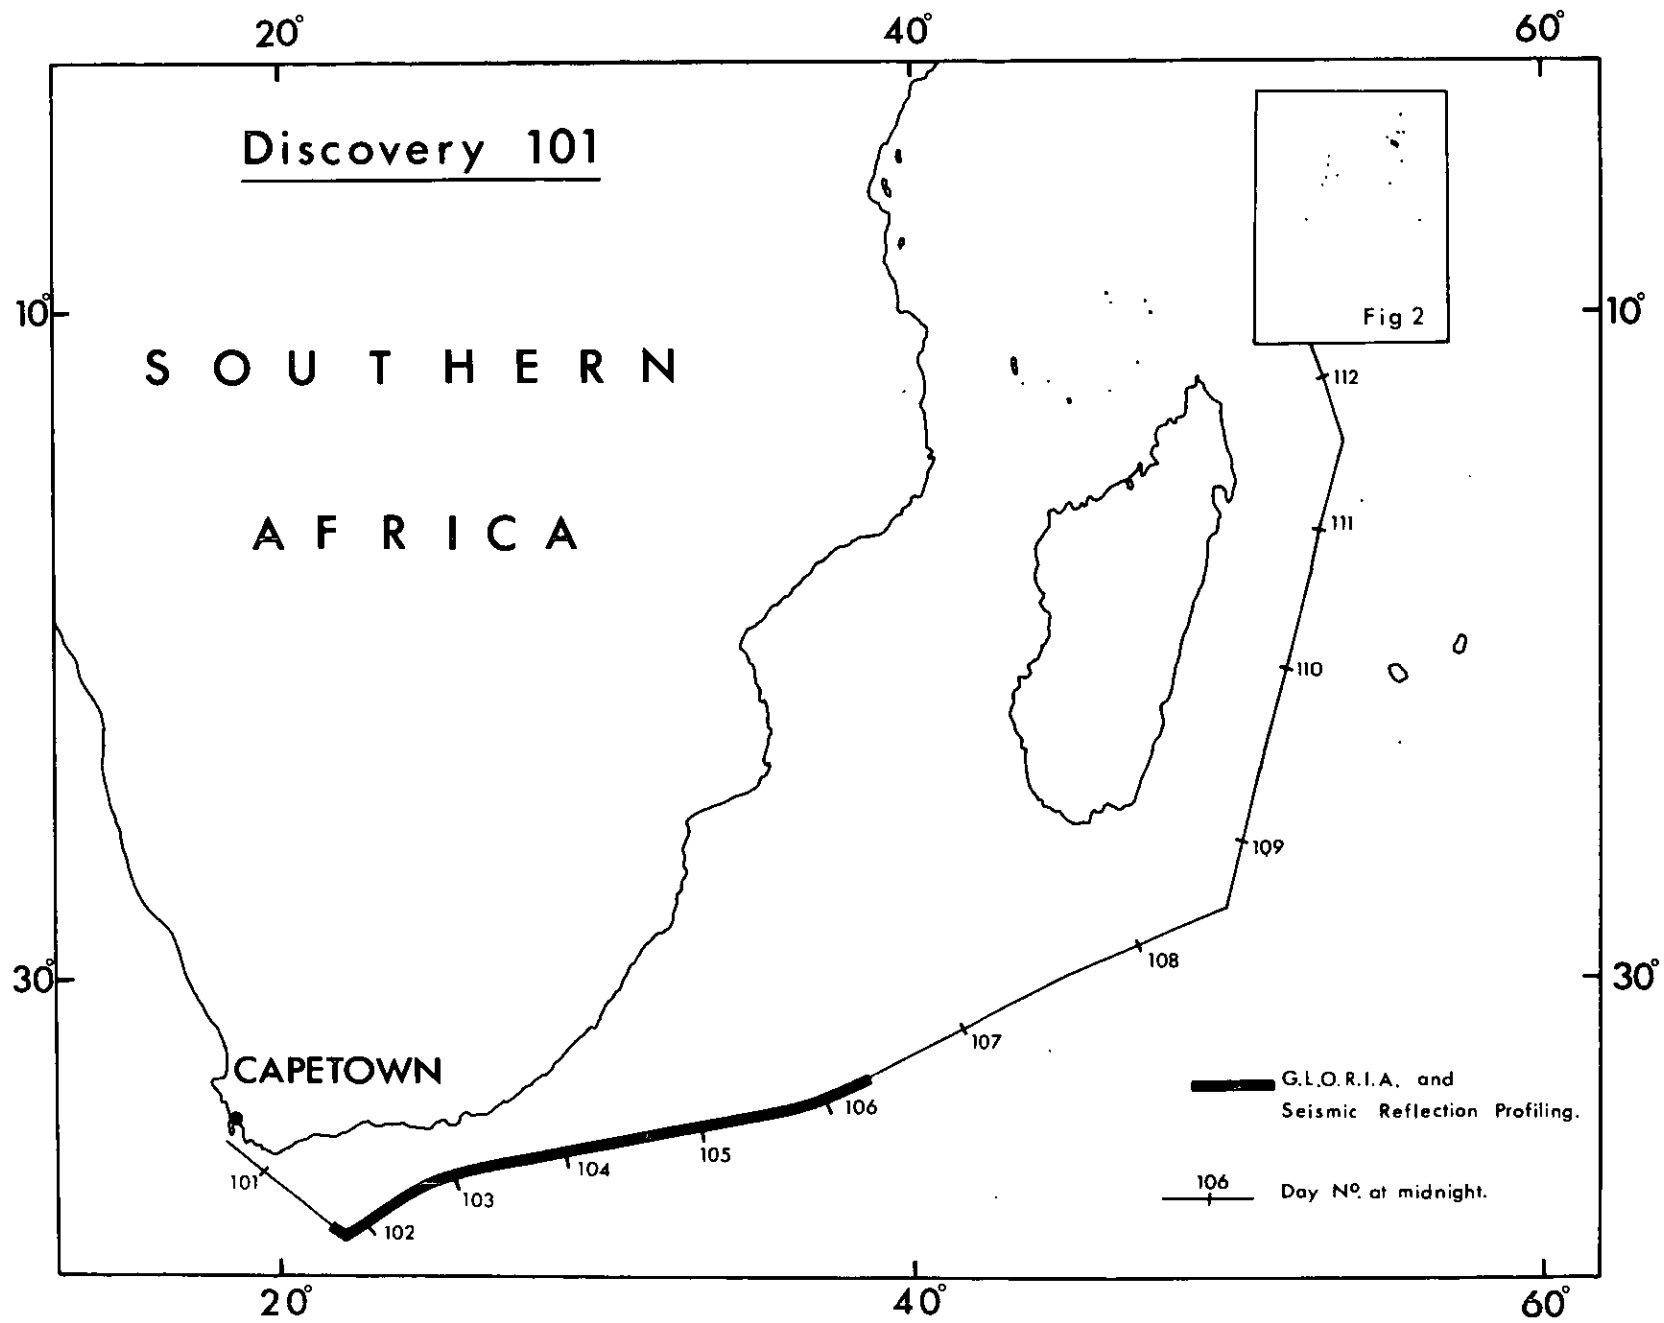 20° 40° 60°
Discovery 101
10° 10°
Fig 2
SOUTHERN
112
AFRICA
111
110
109
108
30° 30°
107
CAPETOWN
G.L.O.R.I.A. and
Seismic Reflection Profiling.
106
105
104
103
102
101
106
Day Nº. at midnight.
20° 40° 60°